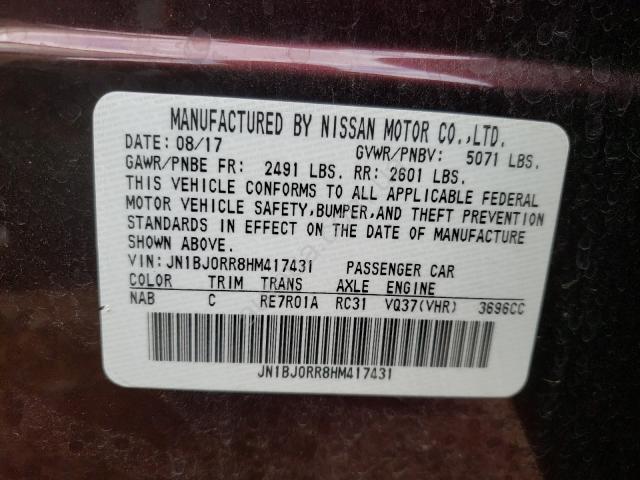 MANUFACTURED BY NISSAN MOTOR CO.,LTD.
DATE: 08/17 GVWR/PNBV: 5071 LBS.
GAWR/PNBE FR: 2491 LBS. RR: 2601 LBS.
THIS VEHICLE CONFORMS TO ALL APPLICABLE FEDERAL
MOTOR VEHICLE SAFETY,BUMPER,AND THEFT PREVENTION
STANDARDS IN EFFECT ON THE DATE OF MANUFACTURE
SHOWN ABOVE.
VIN: JN1BJ0RR8HM417431 PASSENGER CAR
COLOR TRIM TRANS AXLE ENGINE
NAB C RE7R01A RC31 VQ37(VHR) 3696CC
JN1BJ0RR8HM417431